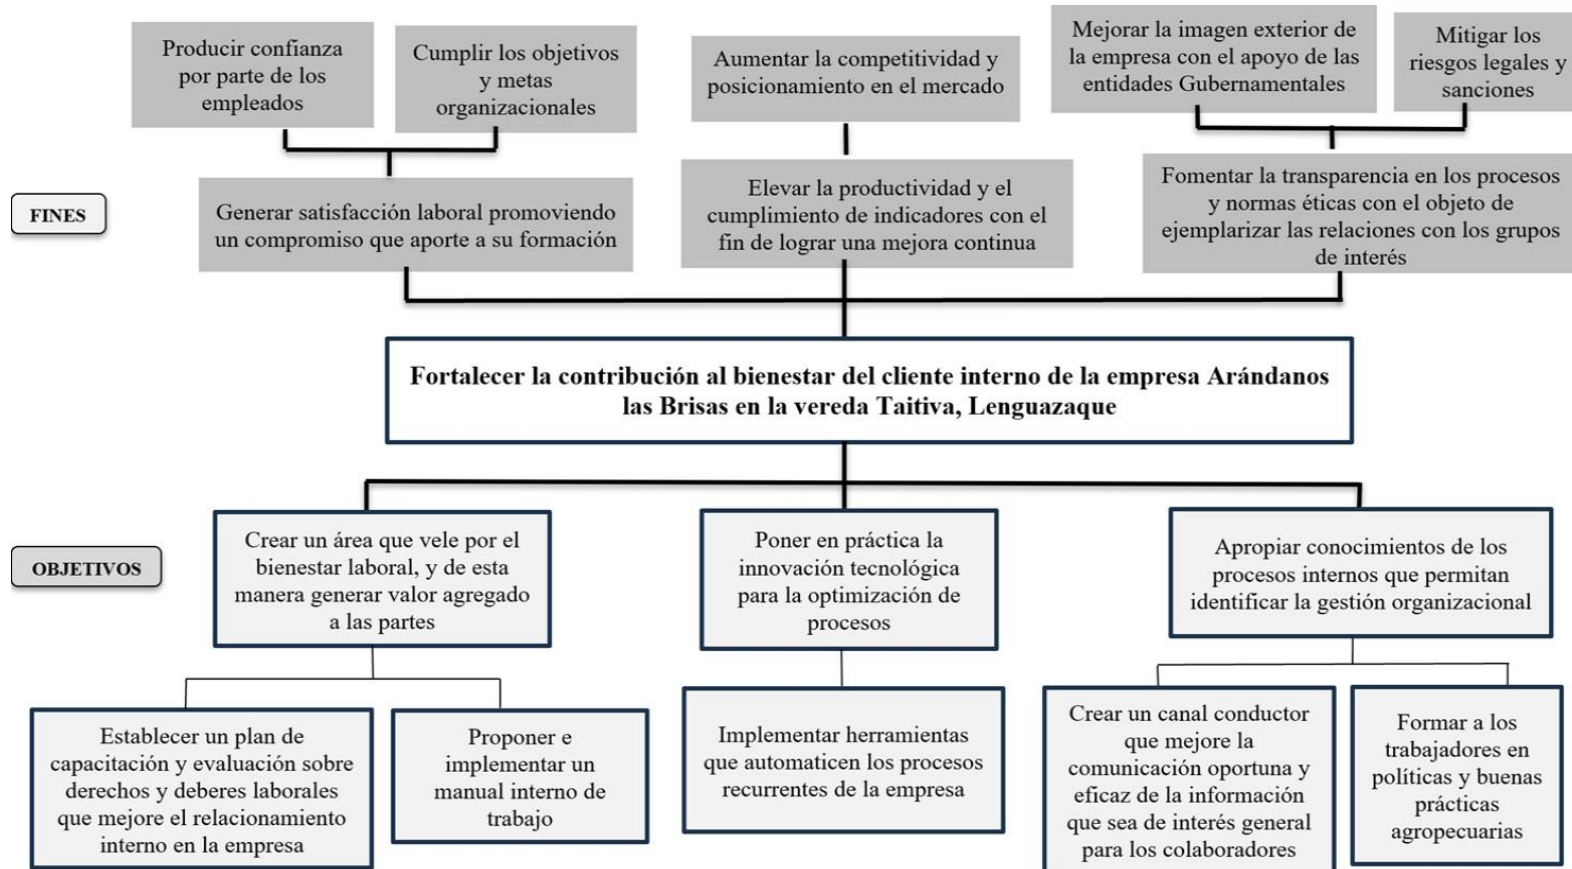 Producir confianza
por parte de los
empleados
Cumplir los objetivos
y metas
organizacionales
Aumentar la competitividad y
posicionamiento en el mercado
Mejorar la imagen exterior de
la empresa con el apoyo de las
entidades Gubernamentales
Mitigar los
riesgos legales y
sanciones
FINES
Generar satisfacción laboral promoviendo
un compromiso que aporte a su formación
Elevar la productividad y el
cumplimiento de indicadores con el
fin de lograr una mejora continua
Fomentar la transparencia en los procesos
y normas éticas con el objeto de
ejemplarizar las relaciones con los grupos
de interés
Fortalecer la contribución al bienestar del cliente interno de la empresa Arándanos
las Brisas en la vereda Taitiva, Lenguazaque
OBJETIVOS
Crear un área que vele por el
bienestar laboral, y de esta
manera generar valor agregado
a las partes
Poner en práctica la
innovación tecnológica
para la optimización de
procesos
Apropiar conocimientos de los
procesos internos que permitan
identificar la gestión organizacional
Establecer un plan de
capacitación y evaluación sobre
derechos y deberes laborales
que mejore el relacionamiento
interno en la empresa
Proponer e
implementar un
manual interno de
trabajo
Implementar herramientas
que automaticen los procesos
recurrentes de la empresa
Crear un canal conductor
que mejore la
comunicación oportuna y
eficaz de la información
que sea de interés general
para los colaboradores
Formar a los
trabajadores en
políticas y buenas
prácticas
agropecuarias